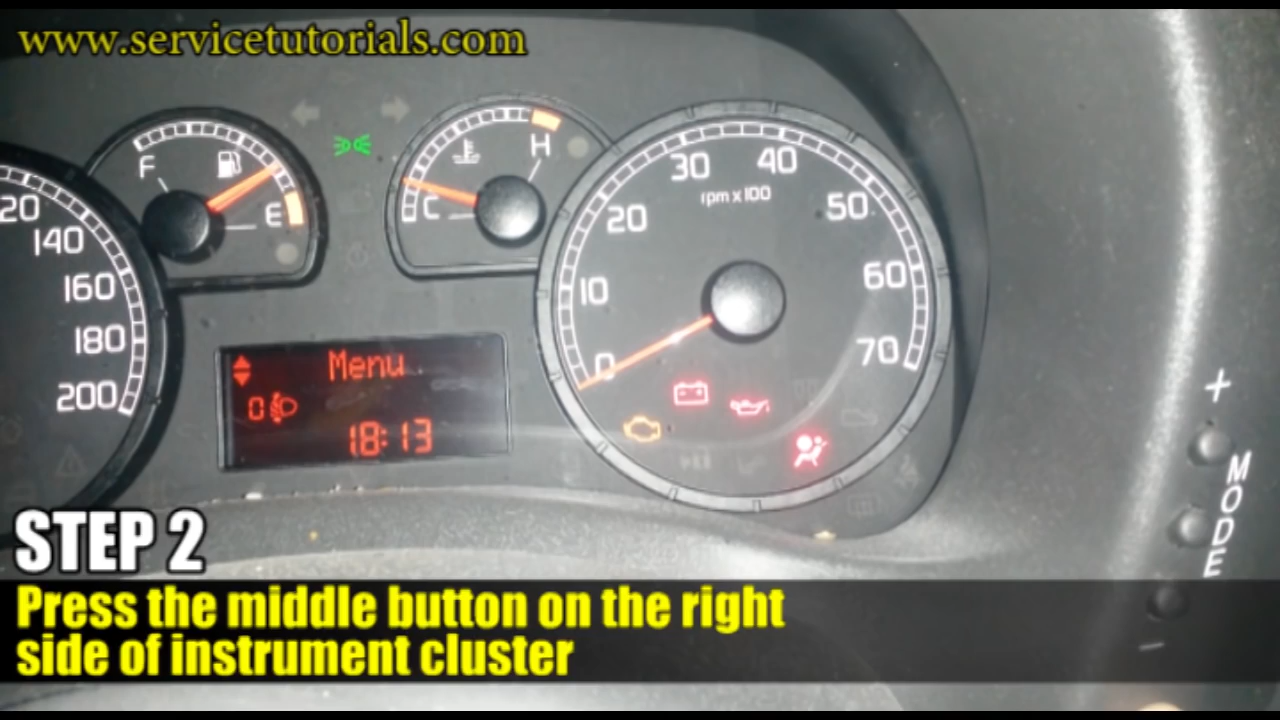 www.servicetutorials.com
F
E
C
H
20
140
160
180
200
Menu
0
18:13
0
10
20
30
40
50
60
70
rpm x 100
+
MODE
-
STEP 2
Press the middle button on the right
side of instrument cluster